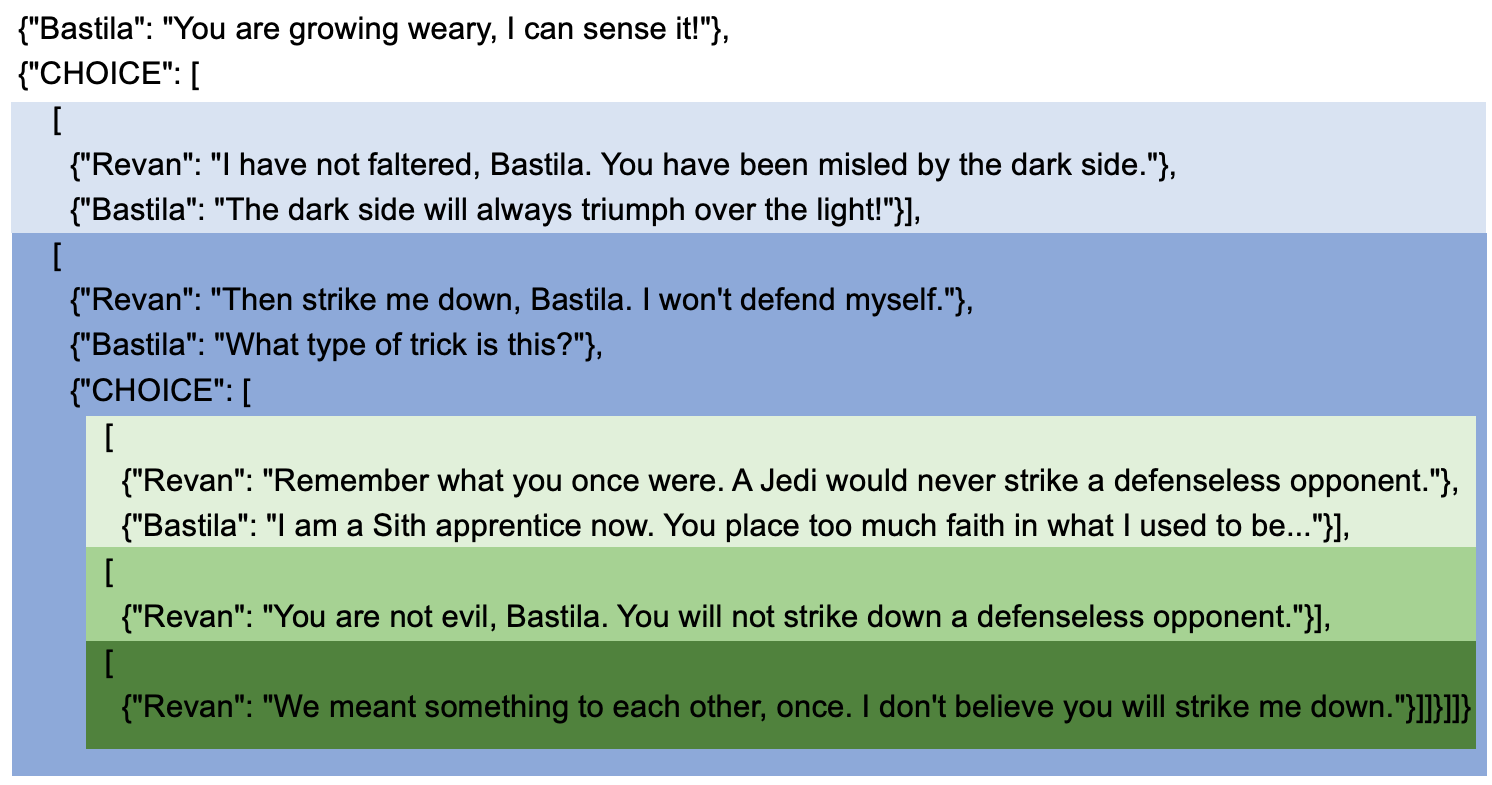 {"Bastila": "You are growing weary, I can sense it!"},
{"CHOICE": [
[
{"Revan": "I have not faltered, Bastila. You have been misled by the dark side."},
{"Bastila": "The dark side will always triumph over the light!"}],
[
{"Revan": "Then strike me down, Bastila. I won't defend myself."},
{"Bastila": "What type of trick is this?"},
{"CHOICE": [
[
{"Revan": "Remember what you once were. A Jedi would never strike a defenseless opponent."},
{"Bastila": "I am a Sith apprentice now. You place too much faith in what I used to be..."}],
[
{"Revan": "You are not evil, Bastila. You will not strike down a defenseless opponent."}],
[
{"Revan": "We meant something to each other, once. I don't believe you will strike me down."}]]}]]}